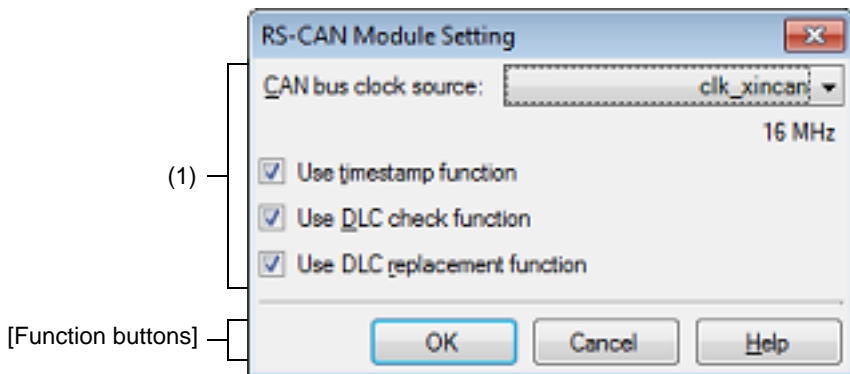 RS-CAN Module Setting
CAN bus clock source: clk_xincan
16 MHz
(1)
Use timestamp function
Use DLC check function
Use DLC replacement function
[Function buttons]
OK Cancel Help